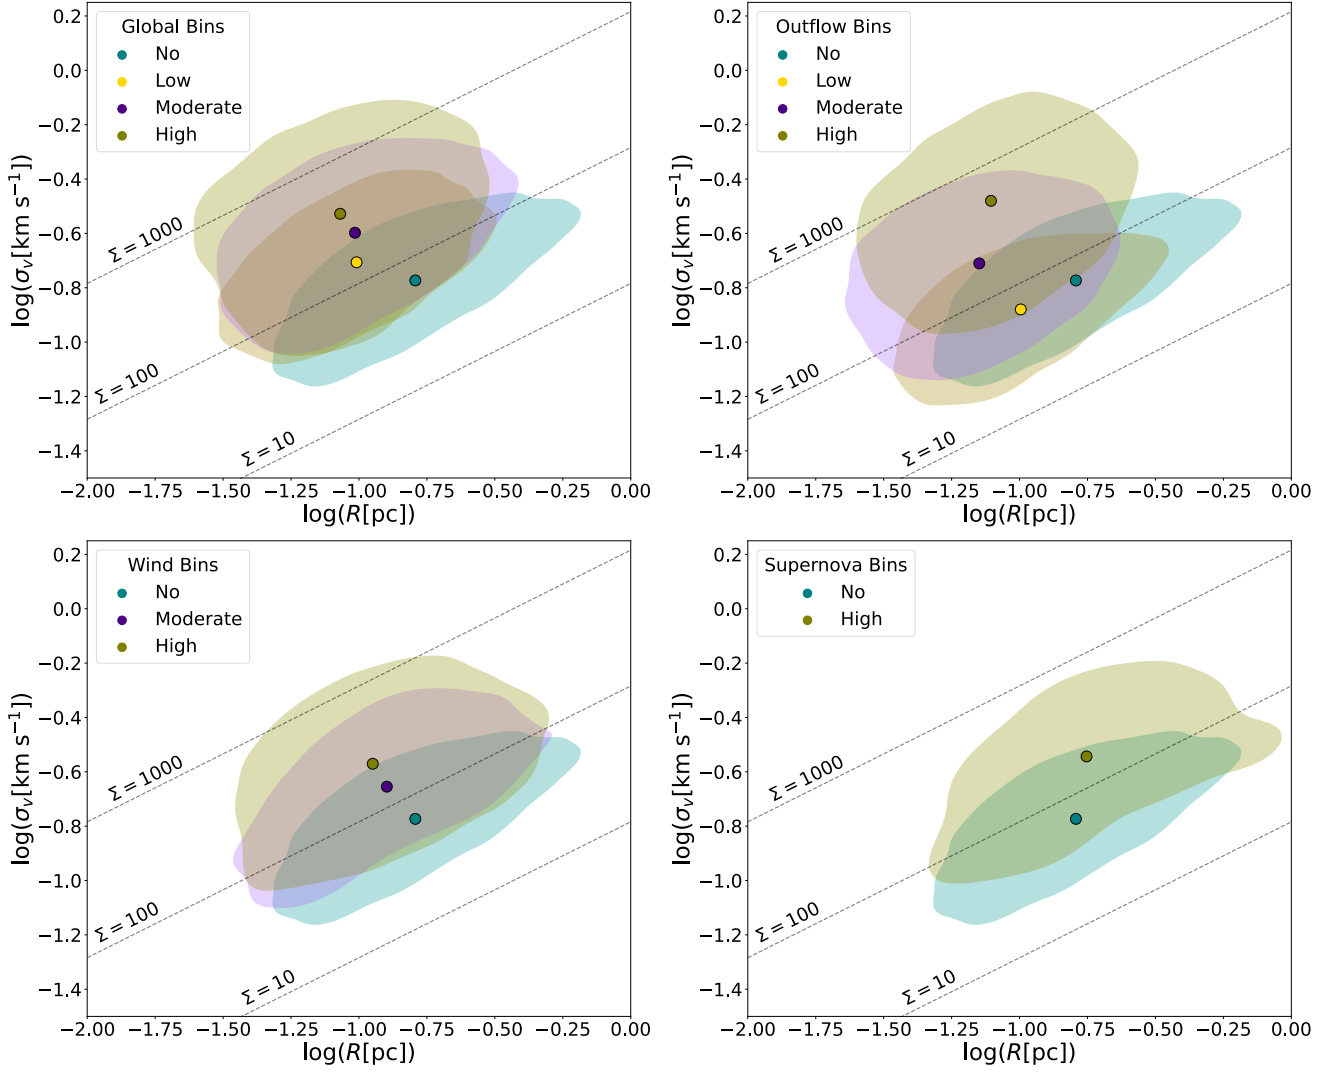 Global Bins
No
Low
Moderate
High
0.2
0.0
−0.2
−0.4
−0.6
−0.8
−1.0
−1.2
−1.4
log(σᵥ[km s⁻¹])
Σ = 1000
Σ = 100
Σ = 10
−2.00 −1.75 −1.50 −1.25 −1.00 −0.75 −0.50 −0.25 0.00
log(R[pc])
Outflow Bins
No
Low
Moderate
High
0.2
0.0
−0.2
−0.4
−0.6
−0.8
−1.0
−1.2
−1.4
log(σᵥ[km s⁻¹])
Σ = 1000
Σ = 100
Σ = 10
−2.00 −1.75 −1.50 −1.25 −1.00 −0.75 −0.50 −0.25 0.00
log(R[pc])
Wind Bins
No
Moderate
High
0.2
0.0
−0.2
−0.4
−0.6
−0.8
−1.0
−1.2
−1.4
log(σᵥ[km s⁻¹])
Σ = 1000
Σ = 100
Σ = 10
−2.00 −1.75 −1.50 −1.25 −1.00 −0.75 −0.50 −0.25 0.00
log(R[pc])
Supernova Bins
No
High
0.2
0.0
−0.2
−0.4
−0.6
−0.8
−1.0
−1.2
−1.4
log(σᵥ[km s⁻¹])
Σ = 1000
Σ = 100
Σ = 10
−2.00 −1.75 −1.50 −1.25 −1.00 −0.75 −0.50 −0.25 0.00
log(R[pc])